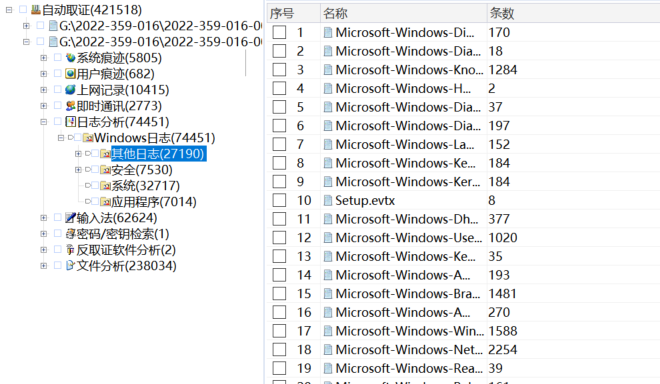 自动取证(421518)
G:\2022-359-016\2022-359-016-0
G:\2022-359-016\2022-359-016-0
系统痕迹(5805)
用户痕迹(682)
上网记录(10415)
即时通讯(2773)
日志分析(74451)
Windows日志(74451)
其他日志(27190)
安全(7530)
系统(32717)
应用程序(7014)
输入法(62624)
密码/密钥检索(1)
反取证软件分析(2)
文件分析(238034)
序号 名称 条数
1 Microsoft-Windows-Di... 170
2 Microsoft-Windows-Dia... 18
3 Microsoft-Windows-Kno... 1284
4 Microsoft-Windows-H... 2
5 Microsoft-Windows-Dia... 37
6 Microsoft-Windows-Dia... 197
7 Microsoft-Windows-La... 152
8 Microsoft-Windows-Ke... 184
9 Microsoft-Windows-Ker... 184
10 Setup.evtx 8
11 Microsoft-Windows-Dh... 377
12 Microsoft-Windows-Use... 1020
13 Microsoft-Windows-Ke... 35
14 Microsoft-Windows-A... 193
15 Microsoft-Windows-Bra... 1481
16 Microsoft-Windows-A... 270
17 Microsoft-Windows-Win... 1588
18 Microsoft-Windows-Net... 2254
19 Microsoft-Windows-Rea... 39